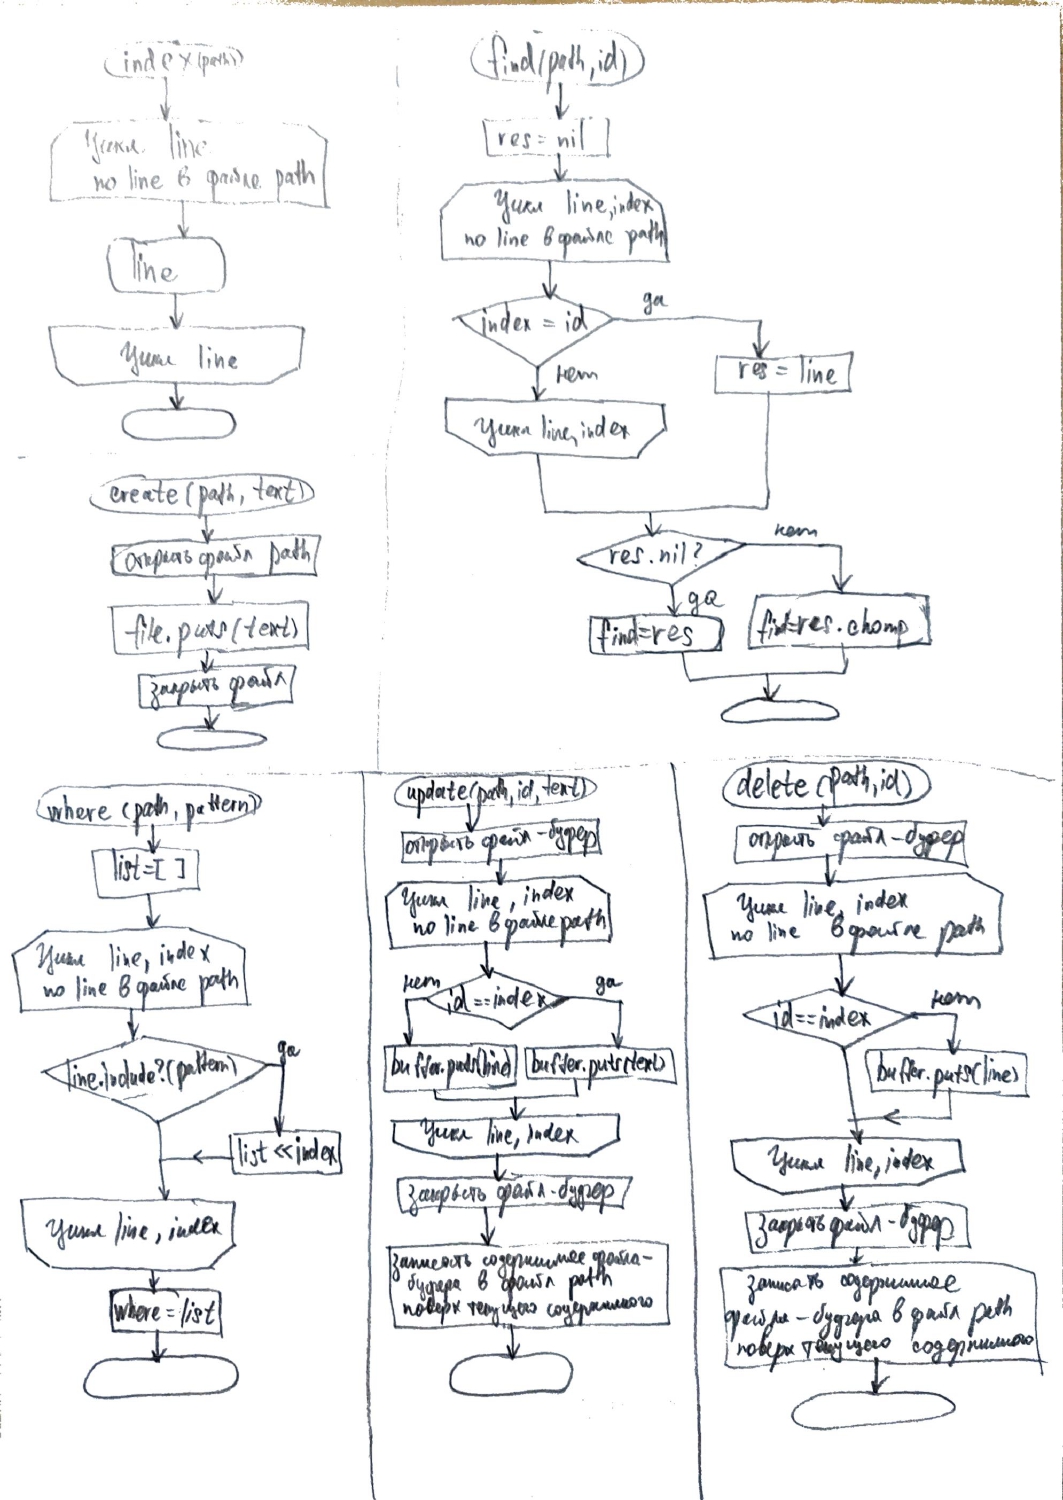 index(path)
Цикл line
по line в файле path
line
Цикл line
find(path, id)
res = nil
Цикл line, index
по line в файле path
index = id
да
нет
res = line
Цикл line, index
res.nil?
нет
да
find=res
find=res.chomp
create(path, text)
открыть файл path
file.puts(text)
закрыть файл
where (path, pattern)
list=[ ]
Цикл line, index
по line в файле path
line.include?(pattern)
да
list << index
Цикл line, index
where = list
update(path, id, text)
открыть файл-буфер
Цикл line, index
по line в файле path
нет
да
id==index
buffer.puts(line)
buffer.puts(text)
Цикл line, index
Закрыть файл-буфер
Записать содержимое файла-
буфера в файл path
поверх текущего содержимого
delete (path, id)
открыть файл-буфер
Цикл line, index
по line в файле path
нет
id==index
buffer.puts(line)
Цикл line, index
Закрыть файл-буфер
Записать содержимое
файла-буфера в файл path
поверх текущего содержимого